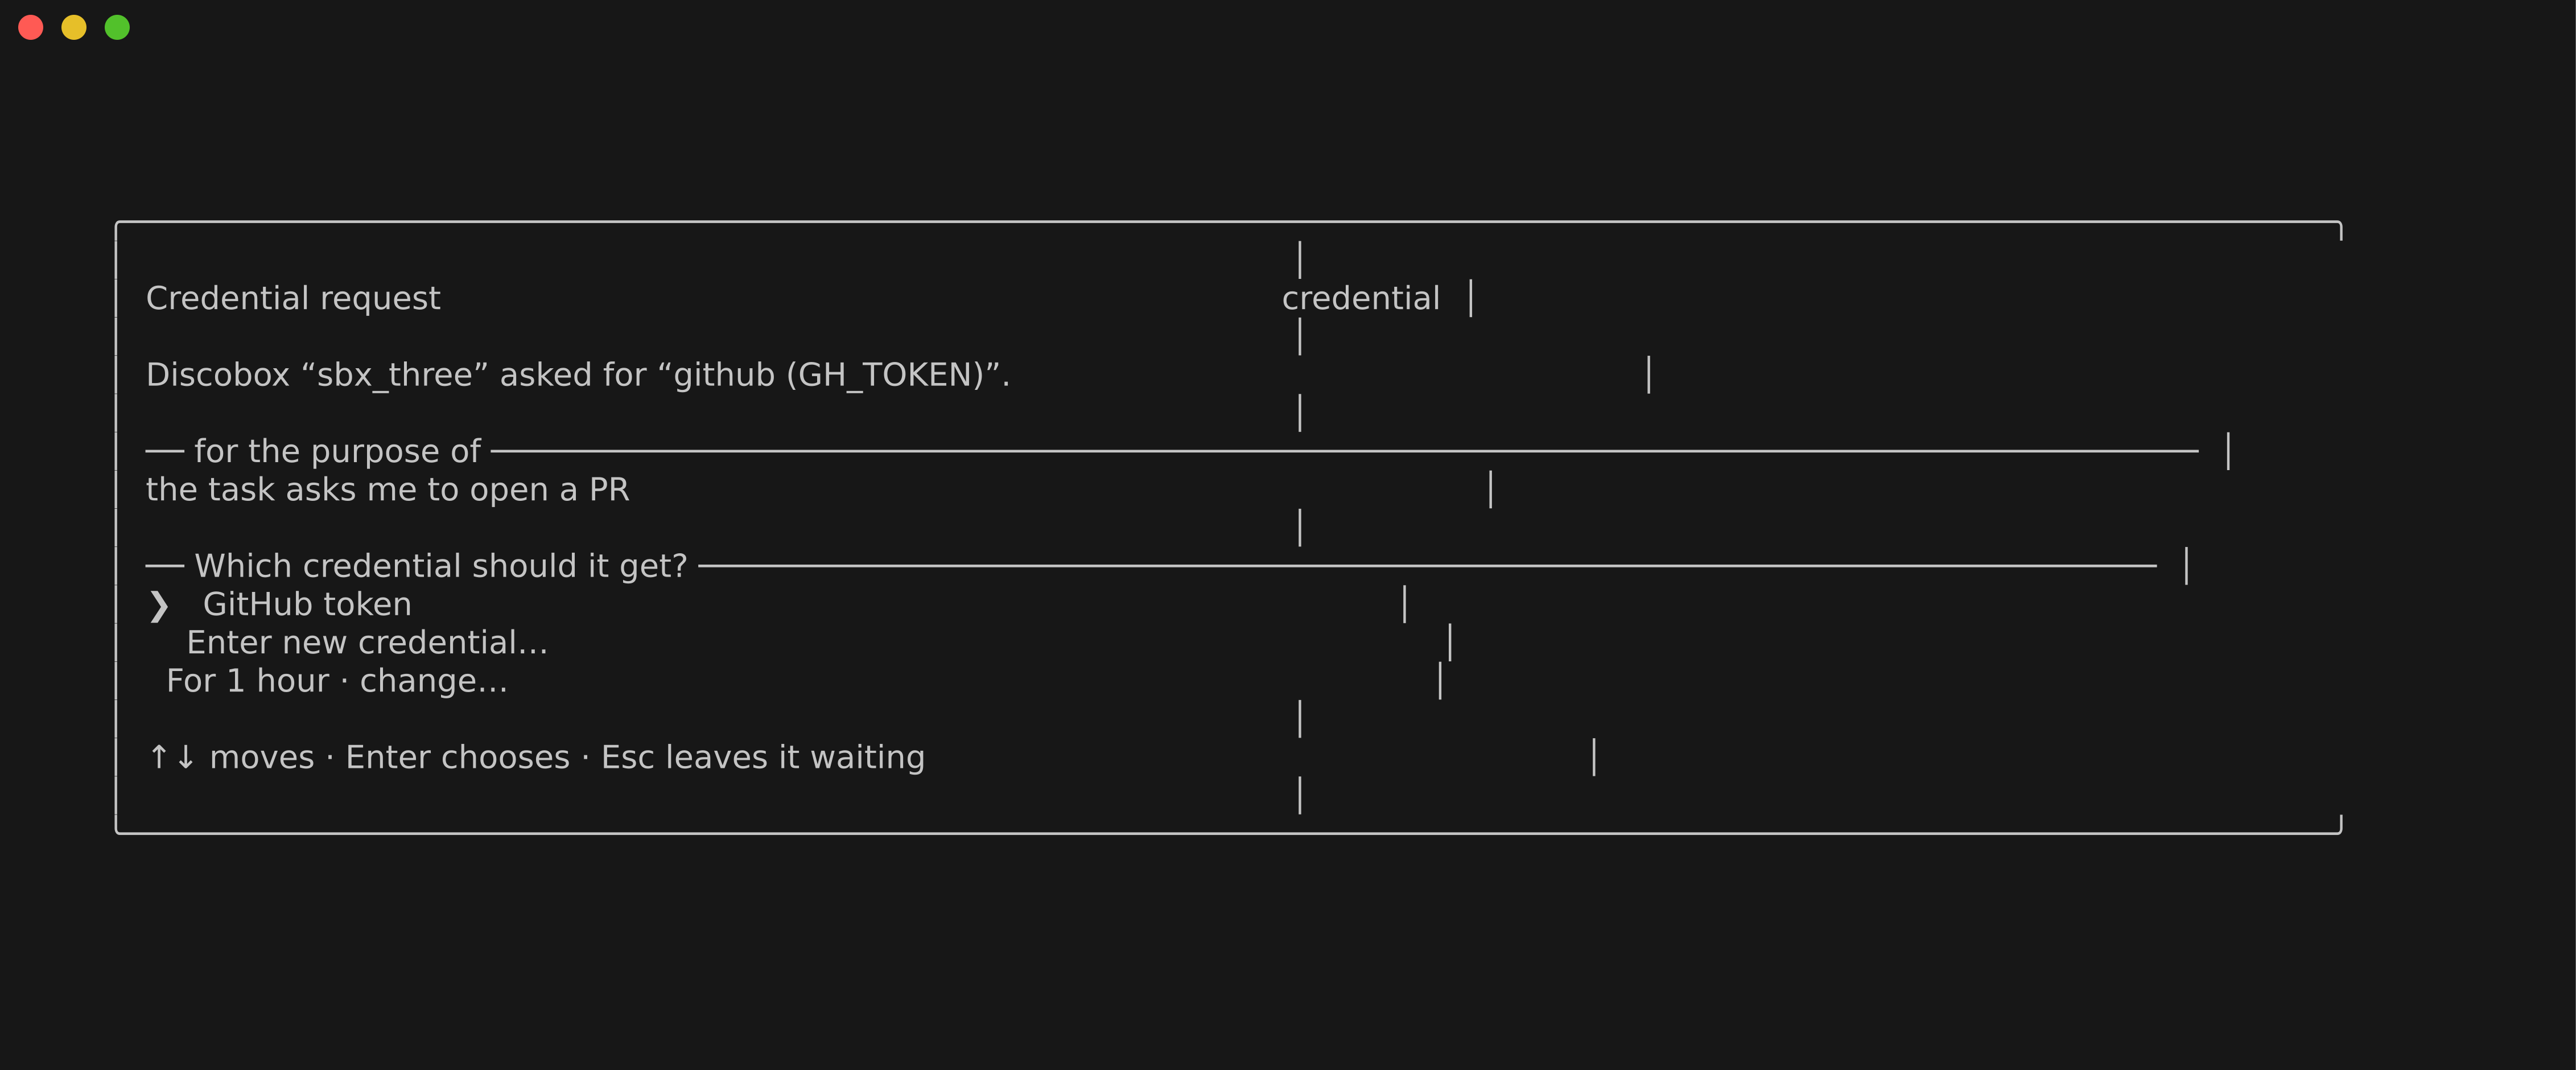 Credential request credential
Discobox “sbx_three” asked for “github (GH_TOKEN)”.
for the purpose of
the task asks me to open a PR
Which credential should it get?
❯ GitHub token
Enter new credential…
For 1 hour · change…
↑↓ moves · Enter chooses · Esc leaves it waiting